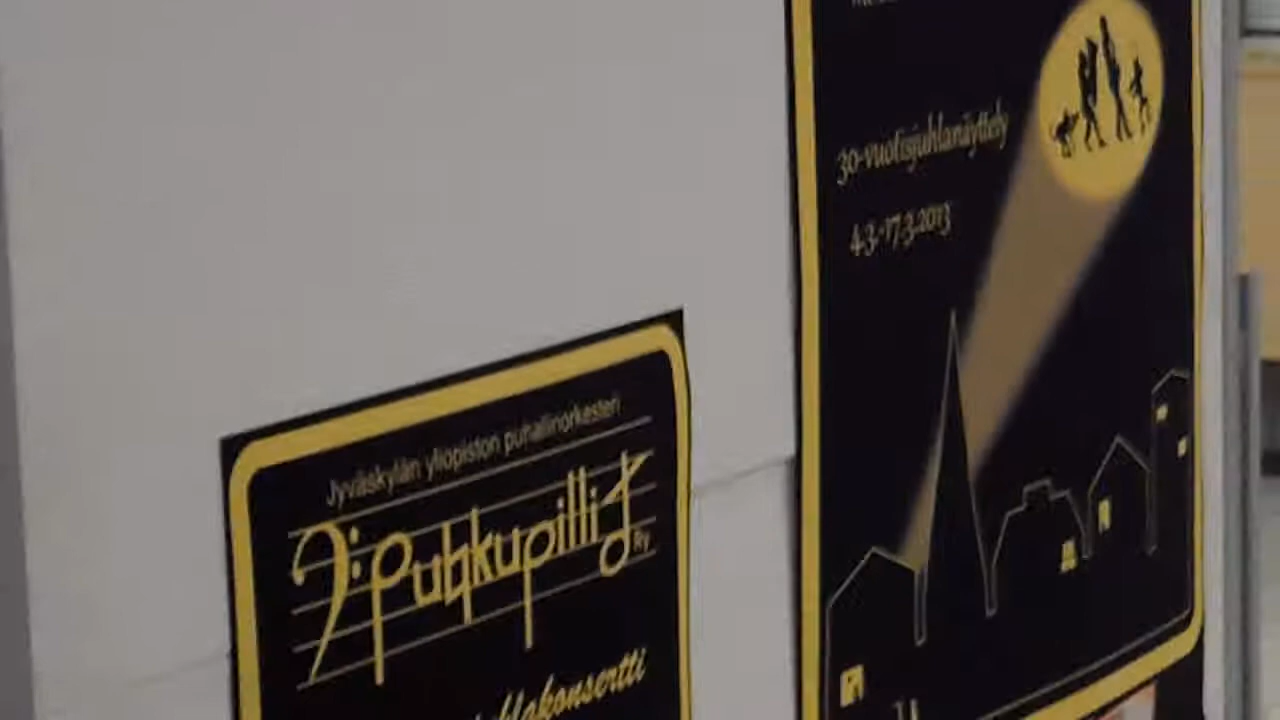 30-vuotisjuhlanäyttely
4.3.-17.3.2013
Jyväskylän yliopiston puhallinorkesteri
Puhkupillit
Ry